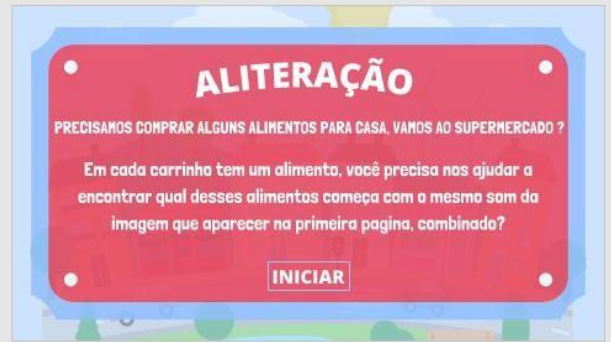 ALITERAÇÃO
PRECISAMOS COMPRAR ALGUNS ALIMENTOS PARA CASA, VAMOS AO SUPERMERCADO ?
Em cada carrinho tem um alimento, você precisa nos ajudar a
encontrar qual desses alimentos começa com o mesmo som da
imagem que aparecer na primeira pagina, combinado?
INICIAR